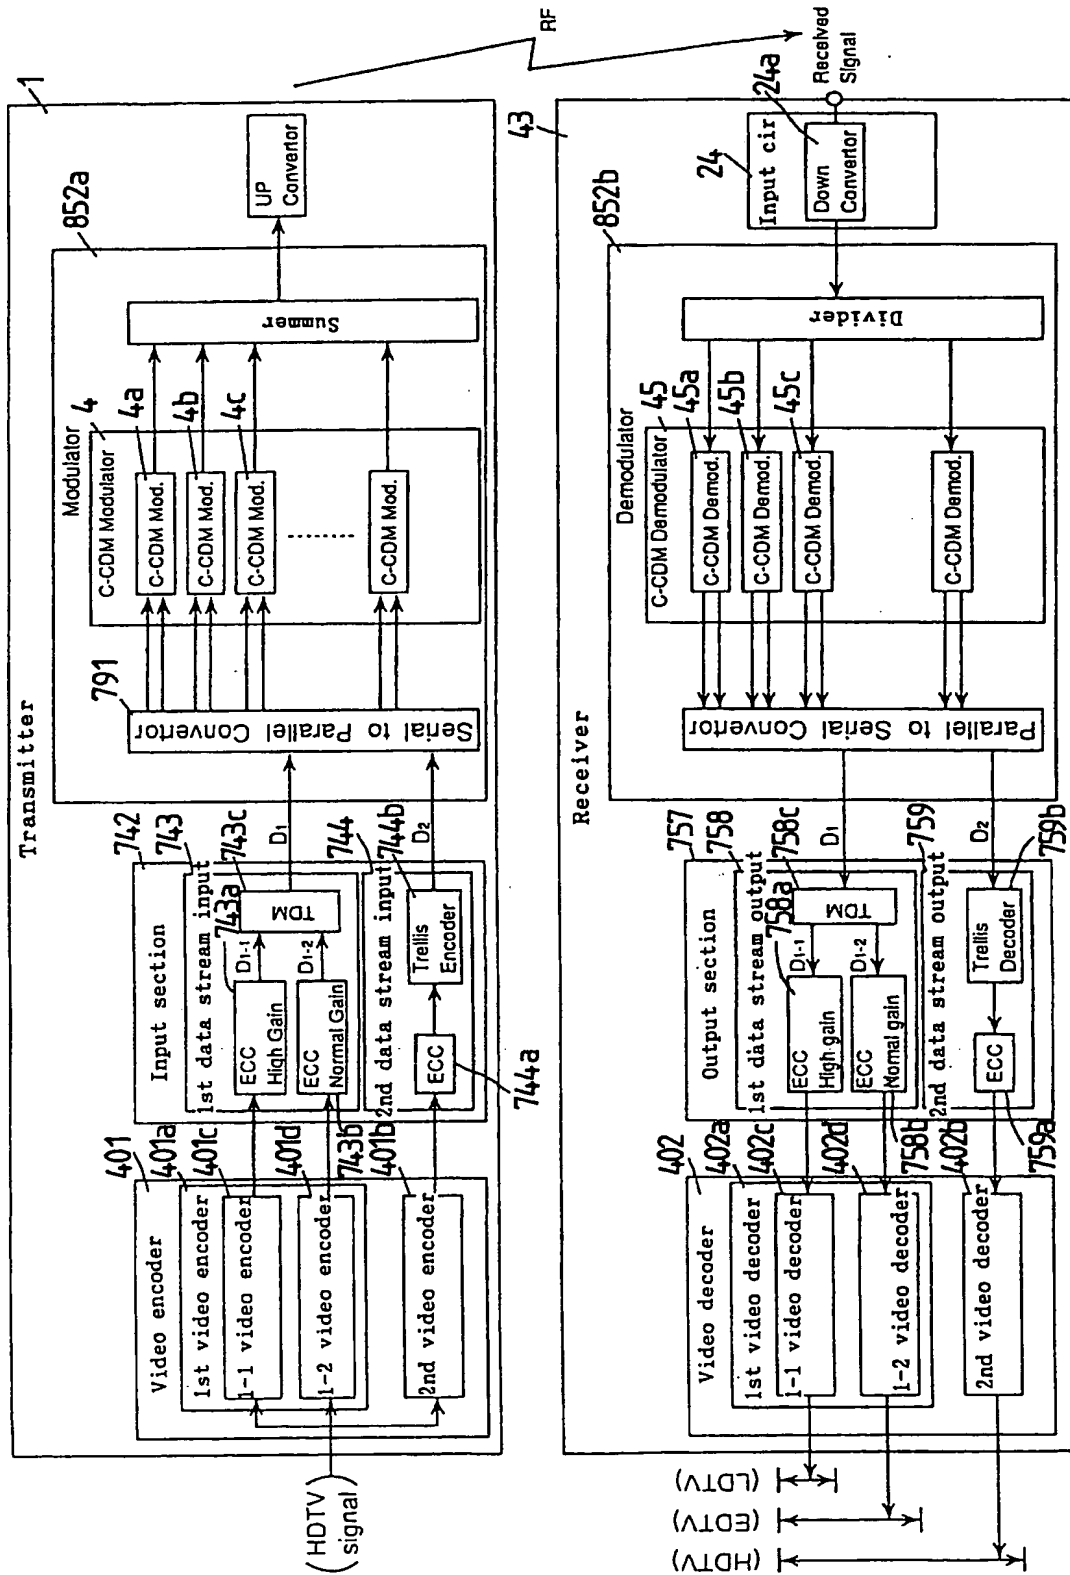 Transmitter
1
(HDTV
signal)
Video encoder
401
1st video encoder
401a
1-1 video encoder
401c
1-2 video encoder
401d
2nd video encoder
401b
Input section
742
1st data stream input
743
ECC
High Gain
743a
D1-1
ECC
Normal Gain
743b
D1-2
TDM
743c
2nd data stream input
744
ECC
744a
Trellis
Encoder
744b
D1
D2
Modulator
852a
Serial to Parallel Convertor
791
C-CDM Modulator
4
C-CDM Mod.
4a
C-CDM Mod.
4b
C-CDM Mod.
4c
C-CDM Mod.
Summer
UP
Convertor
RF
Receiver
43
Received
Signal
Input cir
24
Down
Convertor
24a
Demodulator
852b
Divider
C-CDM Demodulator
45
C-CDM Demod.
45a
C-CDM Demod.
45b
C-CDM Demod.
45c
C-CDM Demod.
Parallel to Serial Convertor
D1
D2
Output section
757
1st data stream output
758
TDM
758c
D1-1
D1-2
ECC
High gain
758a
ECC
Nomal gain
758b
2nd data stream output
759
Trellis
Decoder
759b
ECC
759a
Video decoder
402
1st video decoder
402a
1-1 video decoder
402c
1-2 video decoder
402d
2nd video decoder
402b
(LDTV)
(EDTV)
(HDTV)